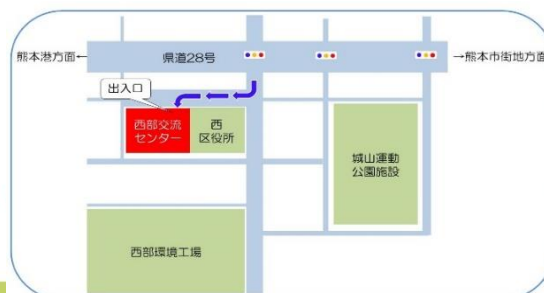 熊本港方面←
県道28号
→熊本市街地方面
出入口
西部交流
センター
西
区役所
城山運動
公園施設
西部環境工場